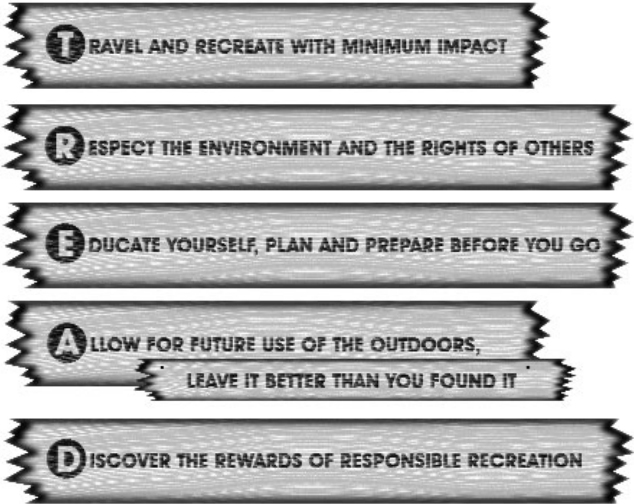 TRAVEL AND RECREATE WITH MINIMUM IMPACT
RESPECT THE ENVIRONMENT AND THE RIGHTS OF OTHERS
EDUCATE YOURSELF, PLAN AND PREPARE BEFORE YOU GO
ALLOW FOR FUTURE USE OF THE OUTDOORS,
LEAVE IT BETTER THAN YOU FOUND IT
DISCOVER THE REWARDS OF RESPONSIBLE RECREATION